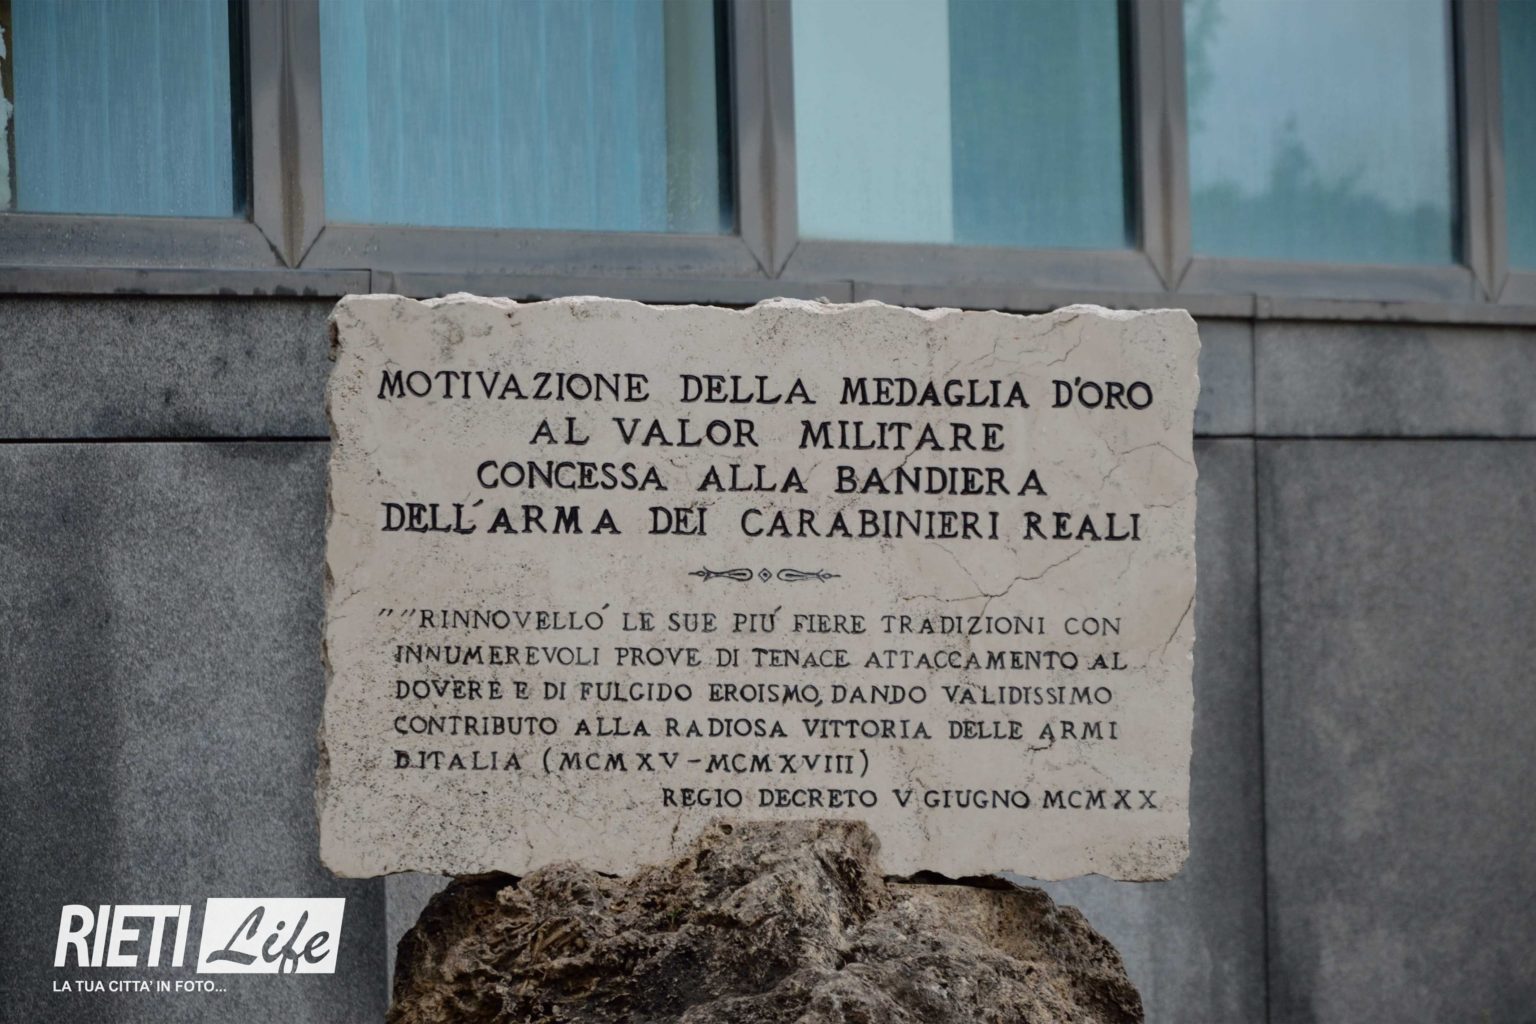 MOTIVAZIONE DELLA MEDAGLIA D'ORO
AL VALOR MILITARE
CONCESSA ALLA BANDIERA
DELL'ARMA DEI CARABINIERI REALI
""RINNOVELLO' LE SUE PIU' FIERE TRADIZIONI CON
INNUMEREVOLI PROVE DI TENACE ATTACCAMENTO AL
DOVERE E DI FULGIDO EROISMO, DANDO VALIDISSIMO
CONTRIBUTO ALLA RADIOSA VITTORIA DELLE ARMI
D'ITALIA (MCMXV-MCMXVIII)
REGIO DECRETO V GIUGNO MCMXX
RIETI Life
LA TUA CITTA' IN FOTO...